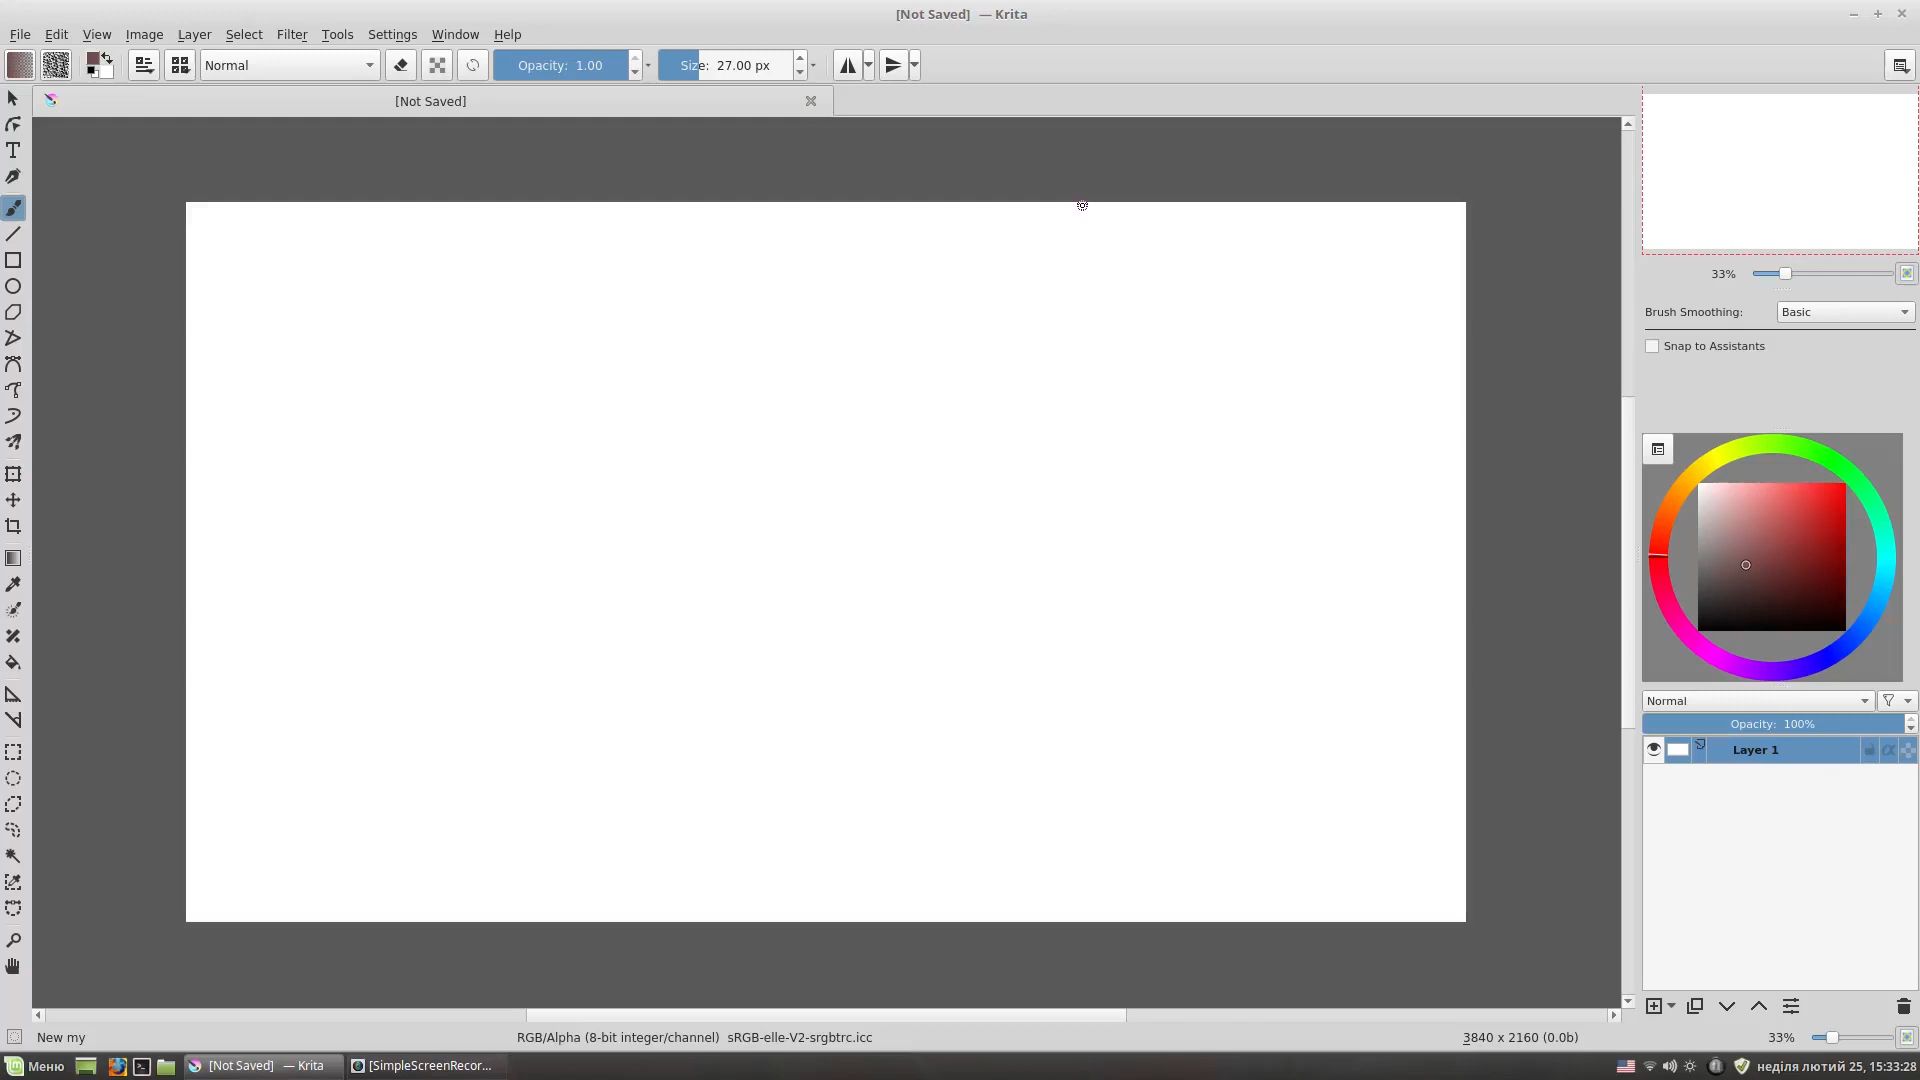 [Not Saved] — Krita
File Edit View Image Layer Select Filter Tools Settings Window Help
Normal Opacity: 1.00 Size: 27.00 px
[Not Saved]
33%
Brush Smoothing: Basic
Snap to Assistants
Normal
Opacity: 100%
Layer 1
New my RGB/Alpha (8-bit integer/channel) sRGB-elle-V2-srgbtrc.icc 3840 x 2160 (0.0b) 33%
Меню [Not Saved] — Krita [SimpleScreenRecor... неділя лютий 25, 15:33:28